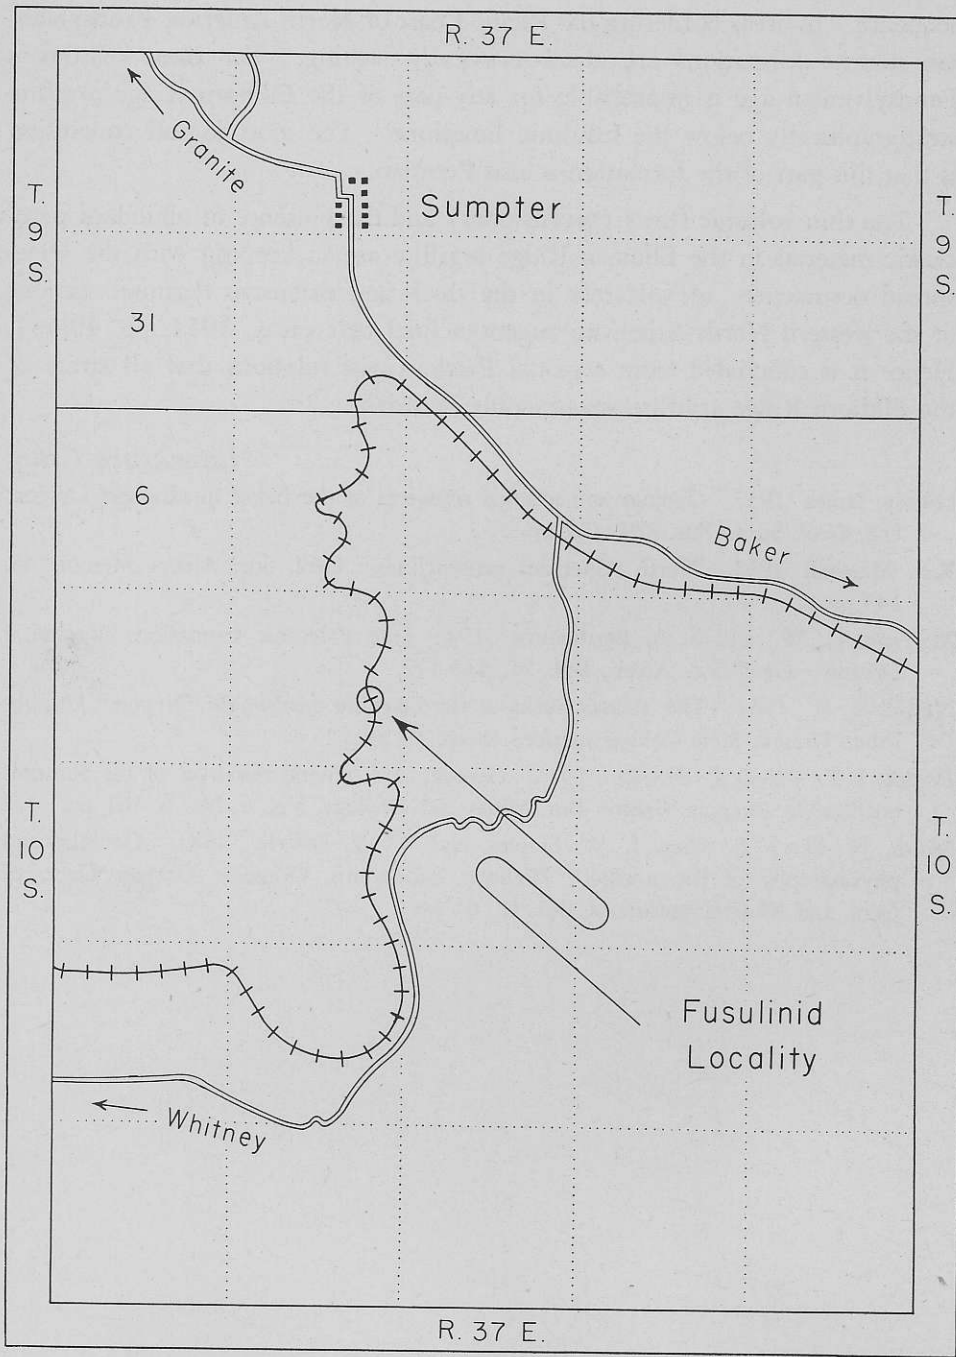 R. 37 E.
Granite
T.
9
S.
Sumpter
T.
9
S.
31
6
Baker
T.
10
S.
T.
10
S.
Fusulinid
Locality
Whitney
R. 37 E.